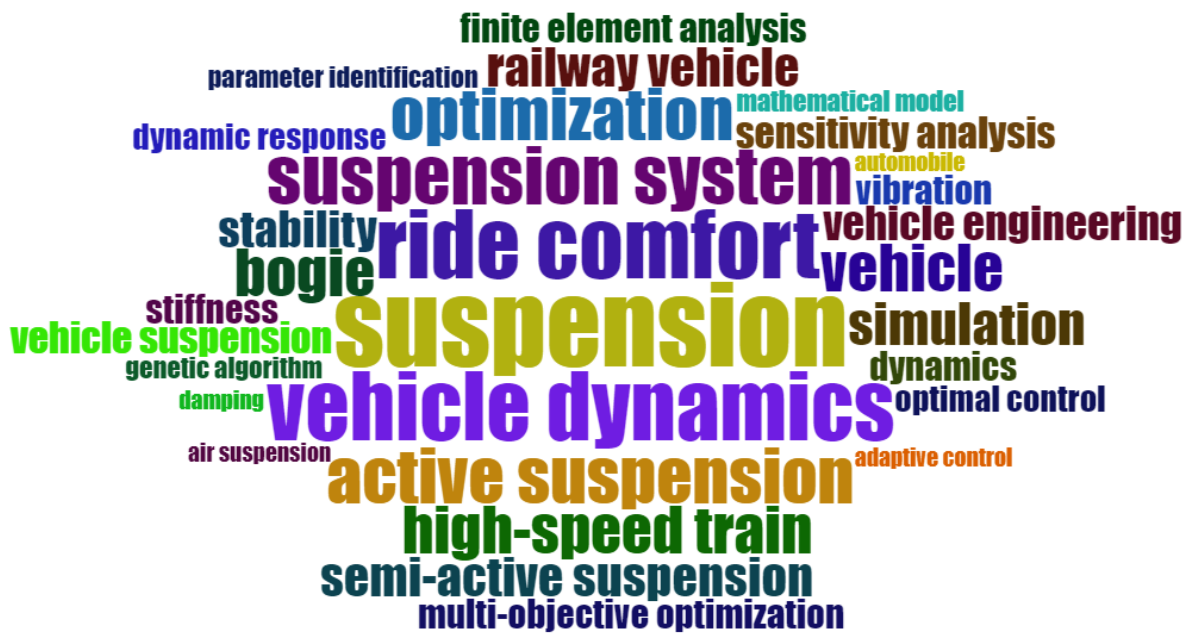 finite element analysis
parameter identification
railway vehicle
optimization
mathematical model
dynamic response
sensitivity analysis
suspension system
automobile
vibration
stability
ride comfort
vehicle engineering
bogie
vehicle
stiffness
suspension
simulation
vehicle suspension
genetic algorithm
dynamics
damping
vehicle dynamics
optimal control
air suspension
active suspension
adaptive control
high-speed train
semi-active suspension
multi-objective optimization